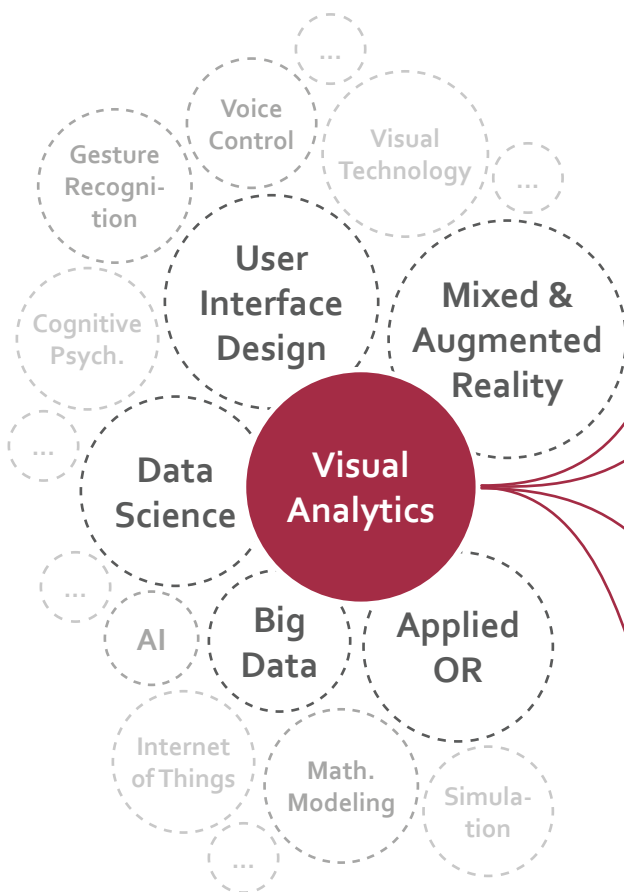 ...
Voice
Control
Visual
Technology
Gesture
Recogni-
tion
...
User
Interface
Design
Mixed &
Augmented
Reality
Cognitive
Psych.
...
Data
Science
Visual
Analytics
...
AI
Big
Data
Applied
OR
Internet
of Things
Math.
Modeling
Simula-
tion
...